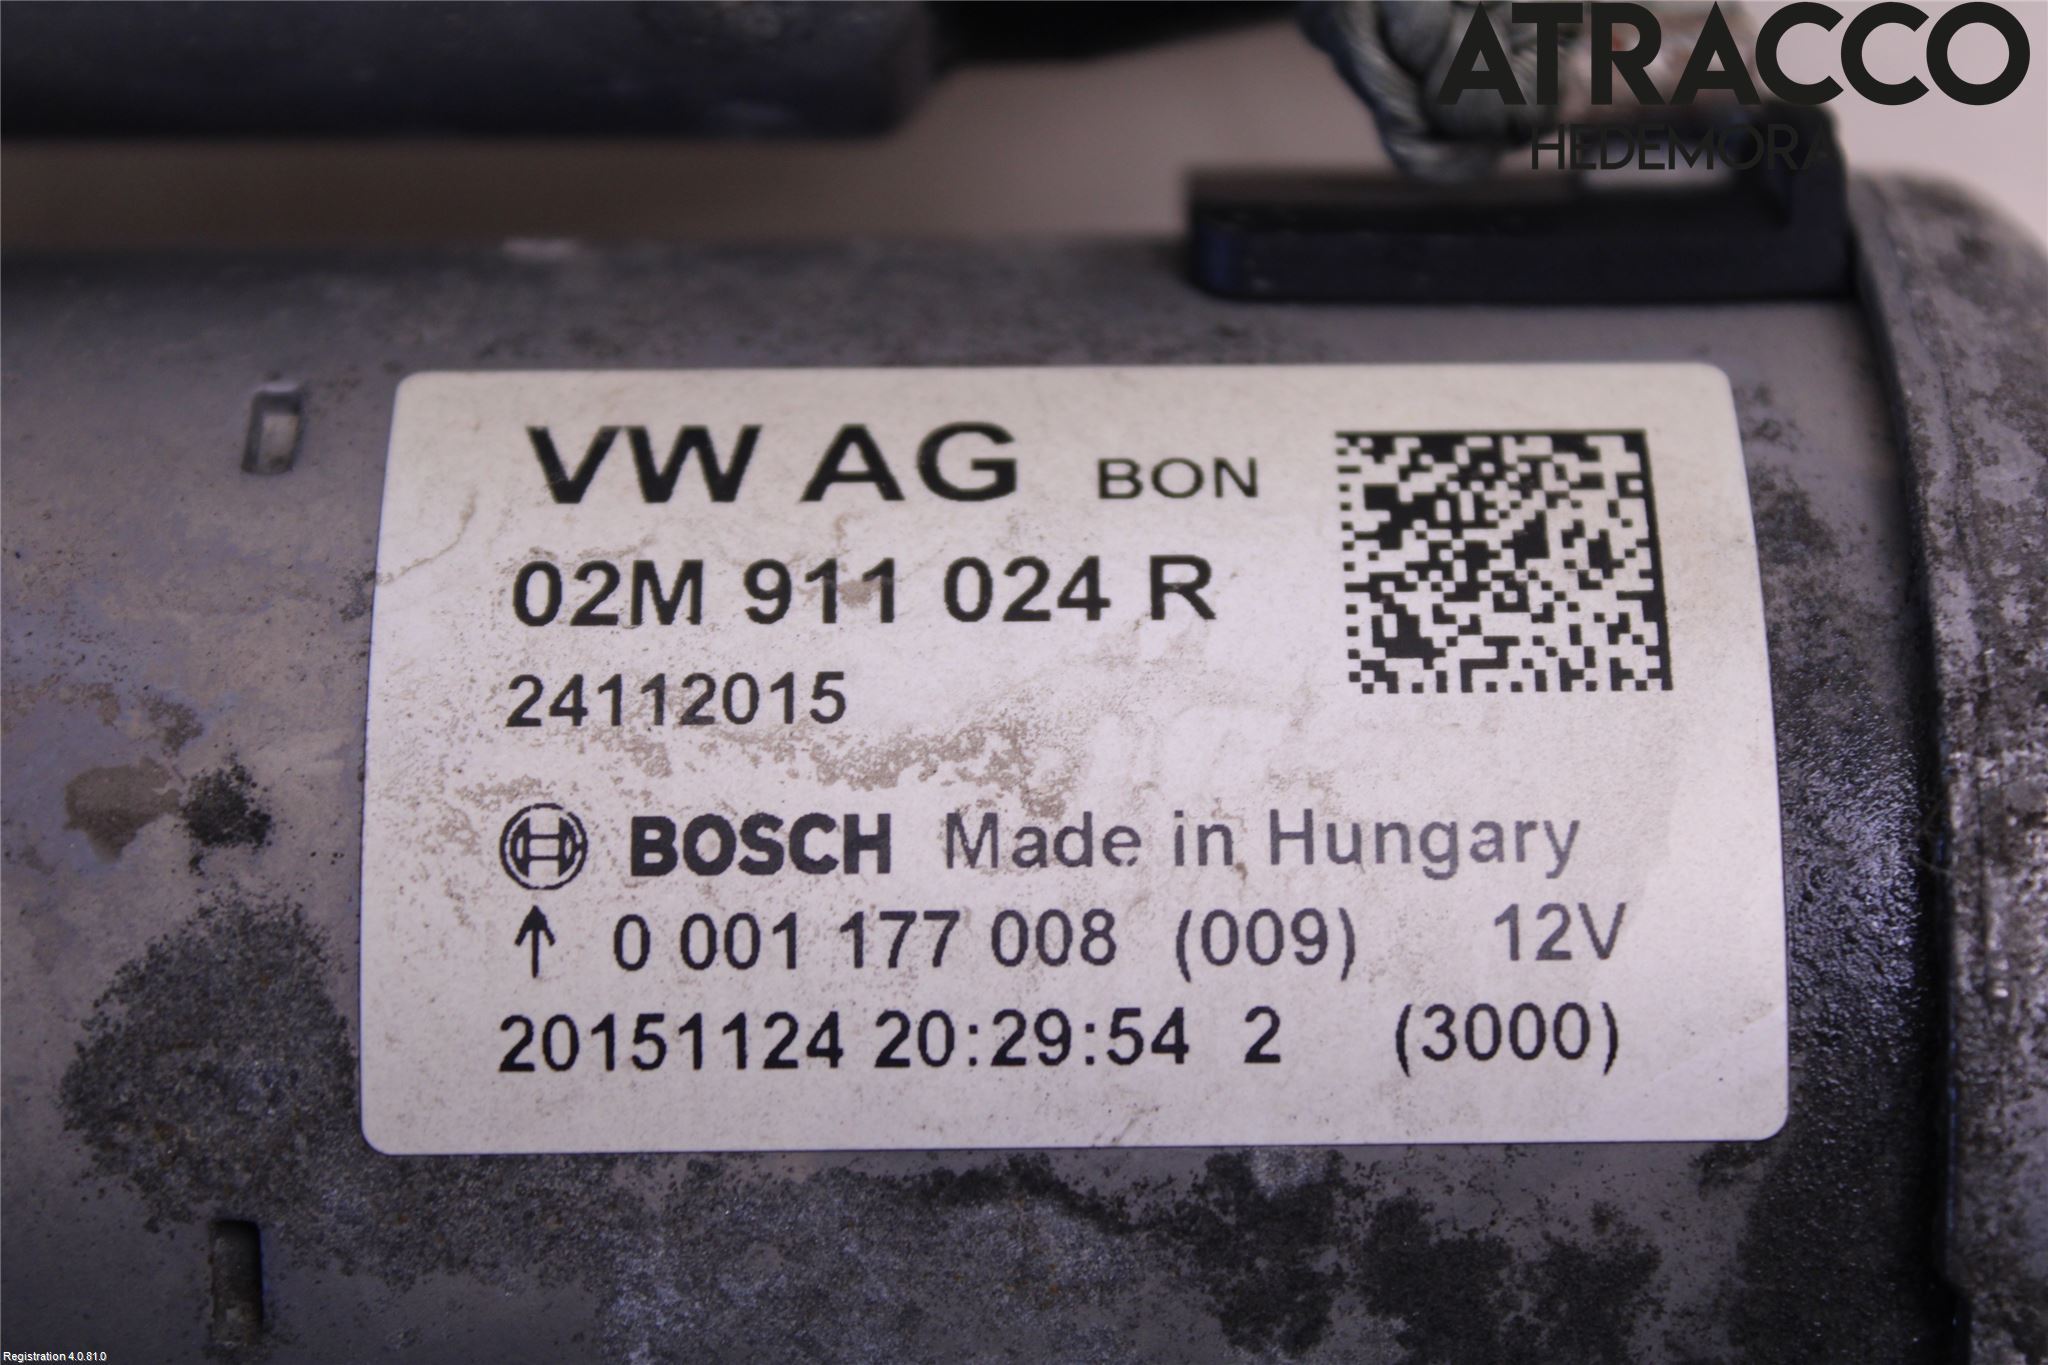 ATRACCO
HEDEMORA
VW AG BON
02M 911 024 R
24112015
BOSCH Made in Hungary
↑ 0 001 177 008 (009) 12V
20151124 20:29:54 2 (3000)
Registration 4.0.81.0